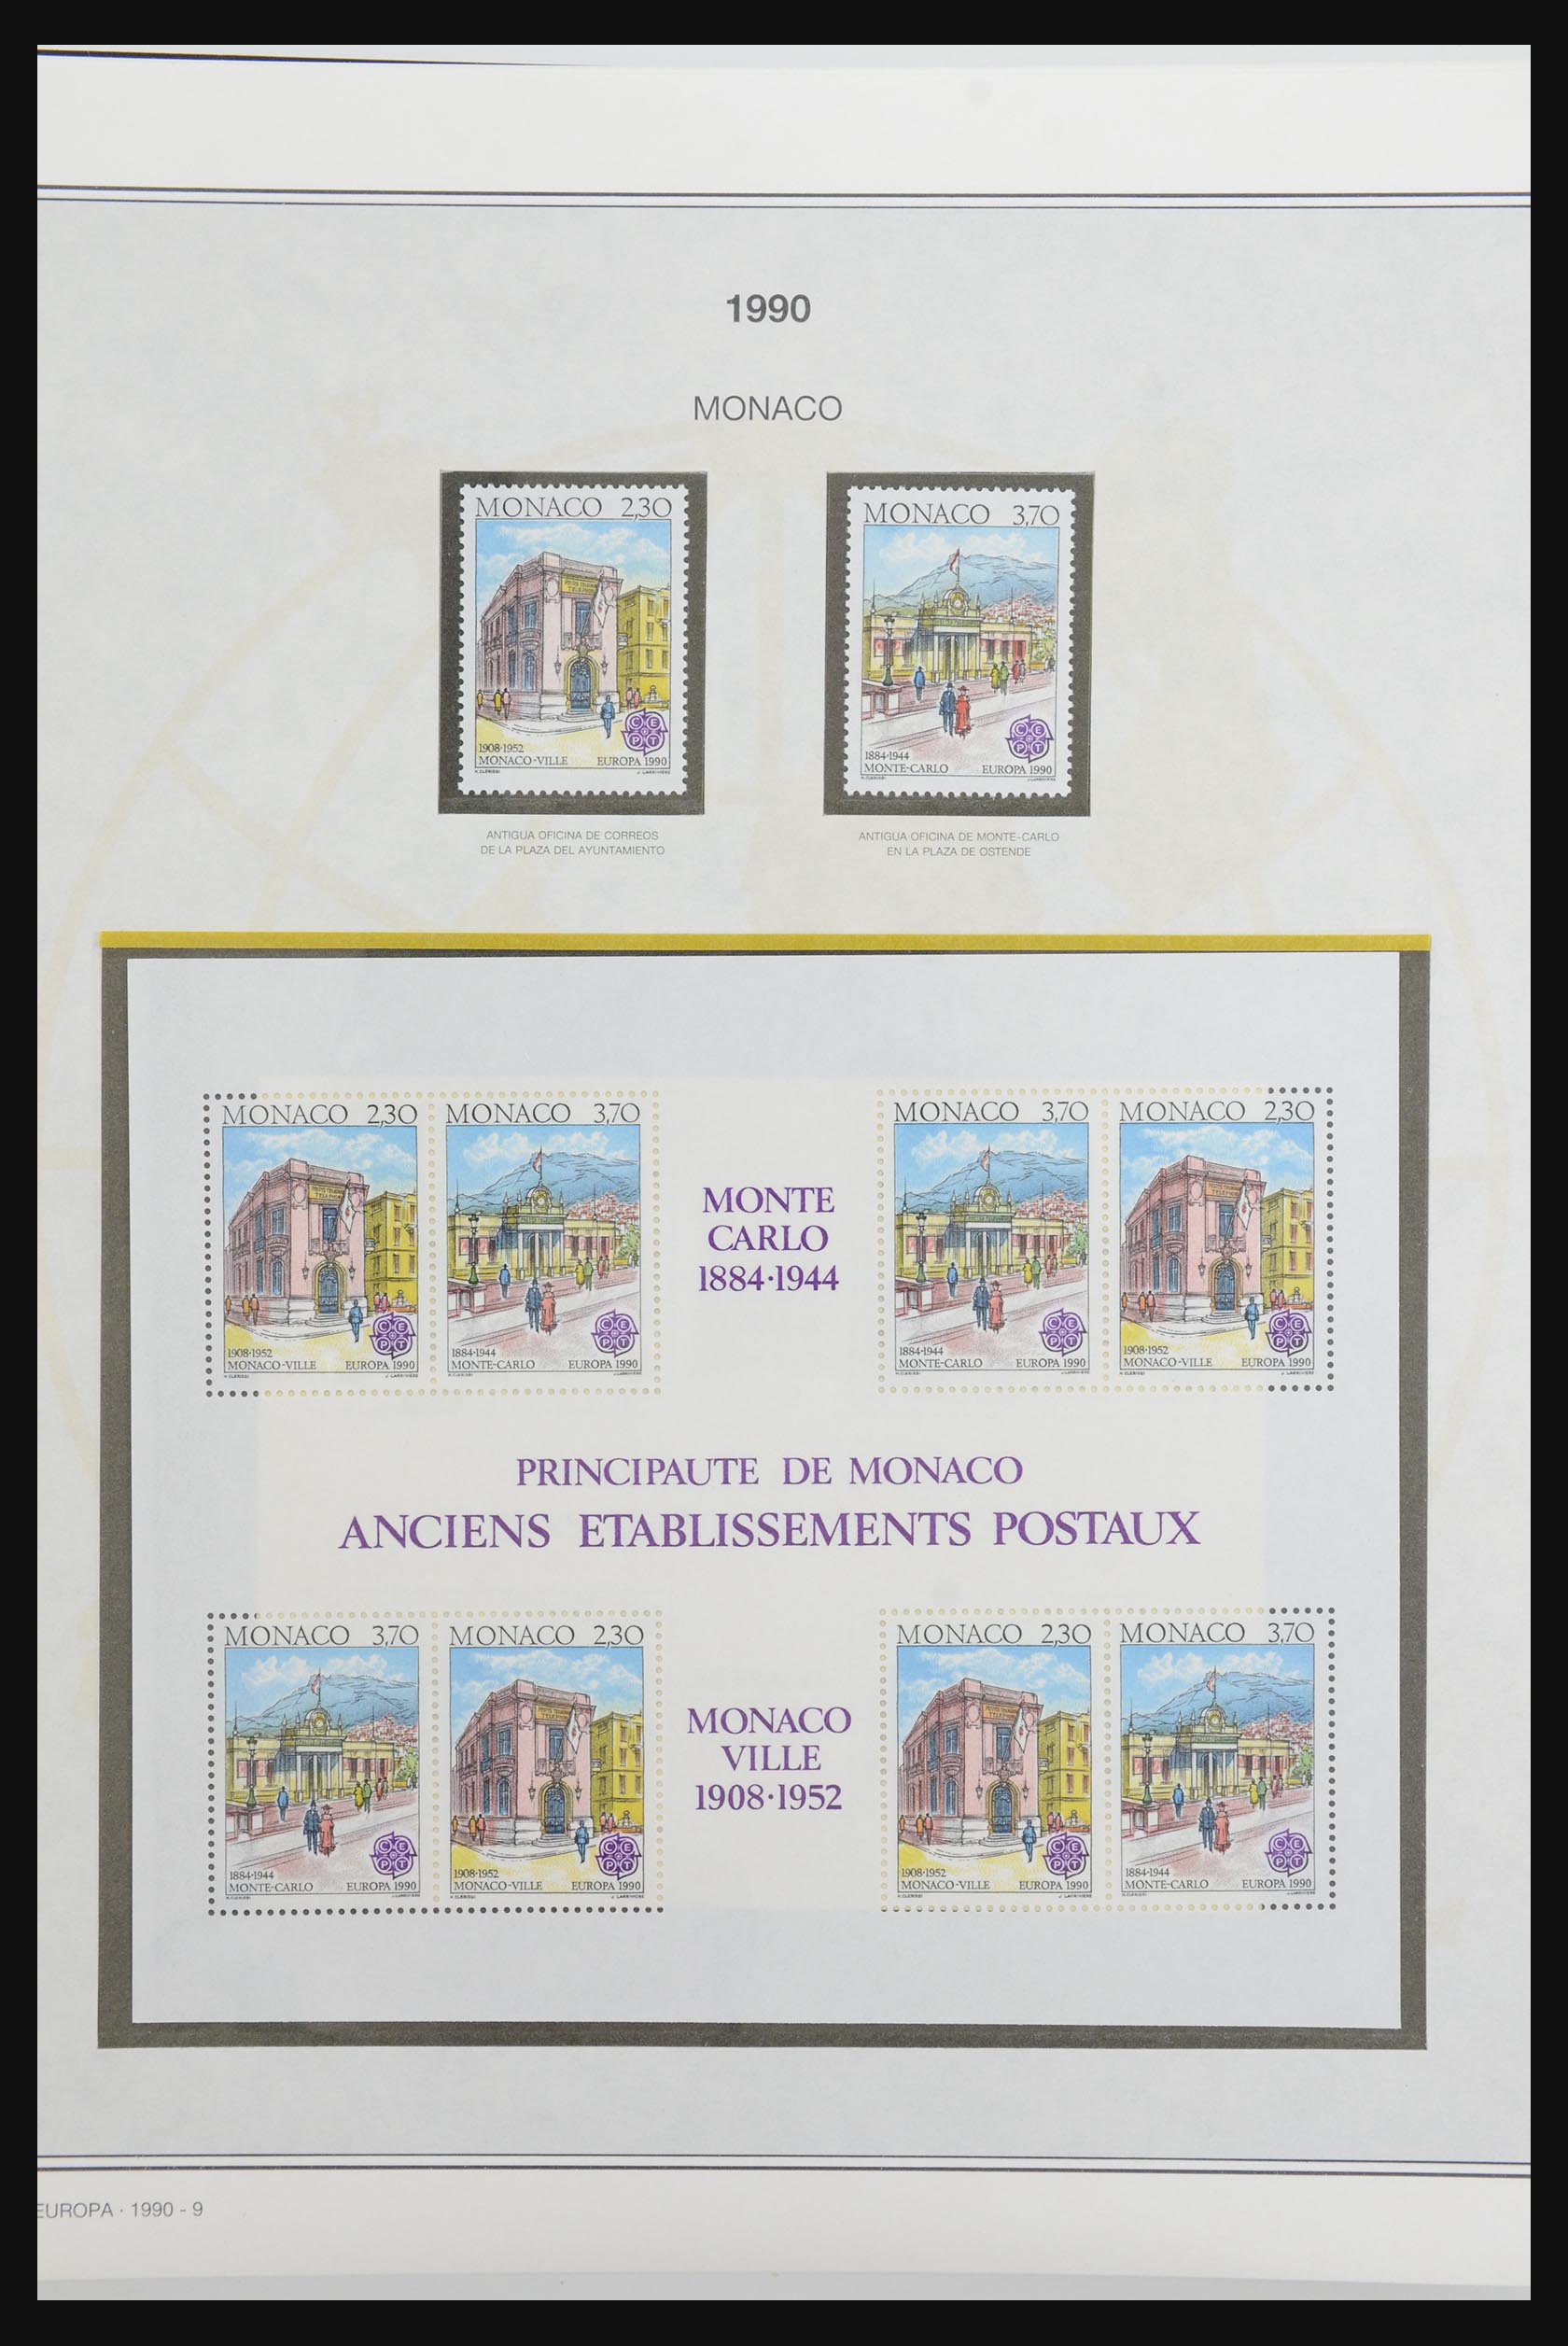 1990
MONACO
MONACO 2,30
1908·1952
MONACO-VILLE EUROPA 1990
MONACO 3,70
1884·1944
MONTE-CARLO EUROPA 1990
ANTIGUA OFICINA DE CORREOS
DE LA PLAZA DEL AYUNTAMIENTO
ANTIGUA OFICINA DE MONTE-CARLO
EN LA PLAZA DE OSTENDE
MONACO 2,30
1908·1952
MONACO-VILLE EUROPA 1990
MONACO 3,70
1884·1944
MONTE-CARLO EUROPA 1990
MONTE
CARLO
1884·1944
MONACO 3,70
1884·1944
MONTE-CARLO EUROPA 1990
MONACO 2,30
1908·1952
MONACO-VILLE EUROPA 1990
PRINCIPAUTE DE MONACO
ANCIENS ETABLISSEMENTS POSTAUX
MONACO 3,70
1884·1944
MONTE-CARLO EUROPA 1990
MONACO 2,30
1908·1952
MONACO-VILLE EUROPA 1990
MONACO
VILLE
1908·1952
MONACO 2,30
1908·1952
MONACO-VILLE EUROPA 1990
MONACO 3,70
1884·1944
MONTE-CARLO EUROPA 1990
EUROPA · 1990 - 9